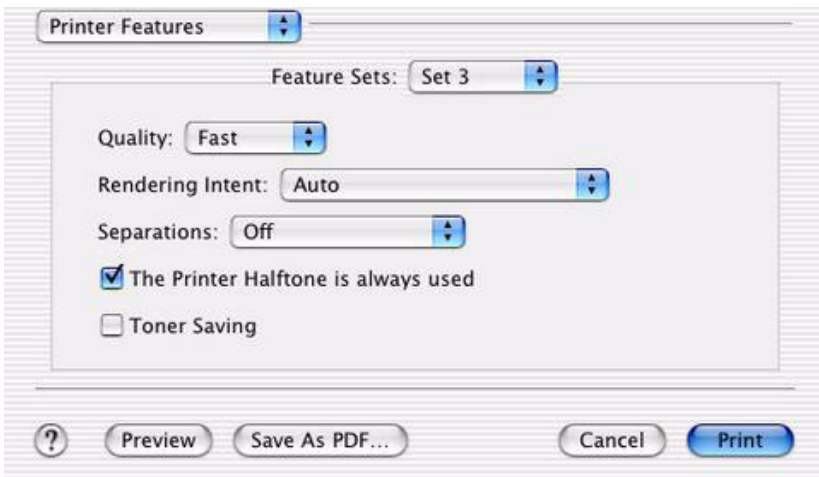 Printer Features
Feature Sets: Set 3
Quality: Fast
Rendering Intent: Auto
Separations: Off
The Printer Halftone is always used
Toner Saving
? Preview Save As PDF... Cancel Print